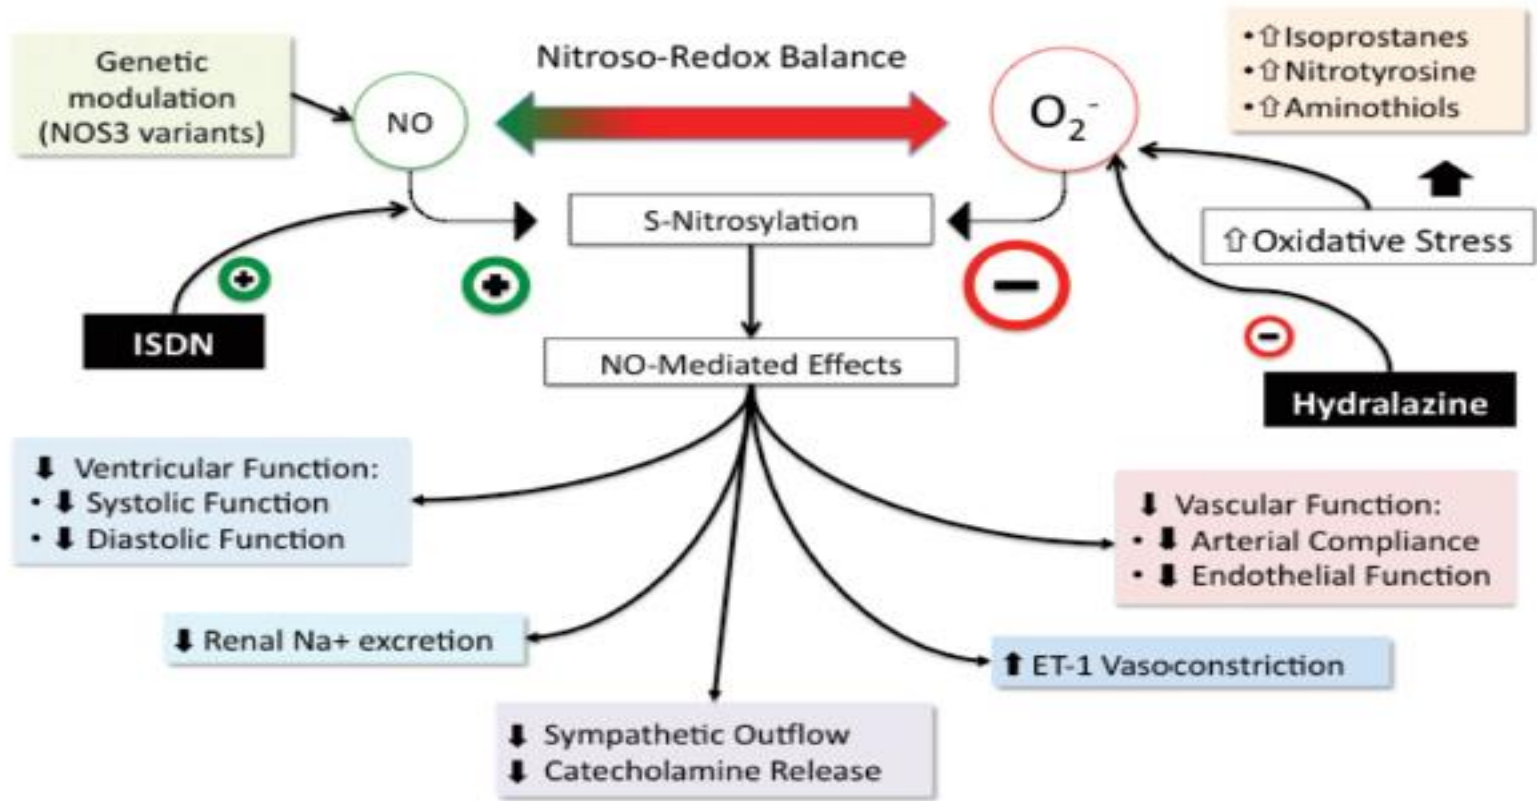 Genetic
modulation
(NOS3 variants)
NO
Nitroso-Redox Balance
O₂⁻
• ⇧Isoprostanes
• ⇧Nitrotyrosine
• ⇧Aminothiols
⇧Oxidative Stress
S-Nitrosylation
+
+
−
−
ISDN
Hydralazine
NO-Mediated Effects
⬇ Ventricular Function:
• ⬇ Systolic Function
• ⬇ Diastolic Function
⬇ Vascular Function:
• ⬇ Arterial Compliance
• ⬇ Endothelial Function
⬇ Renal Na+ excretion
⬆ ET-1 Vasoconstriction
⬇ Sympathetic Outflow
⬇ Catecholamine Release